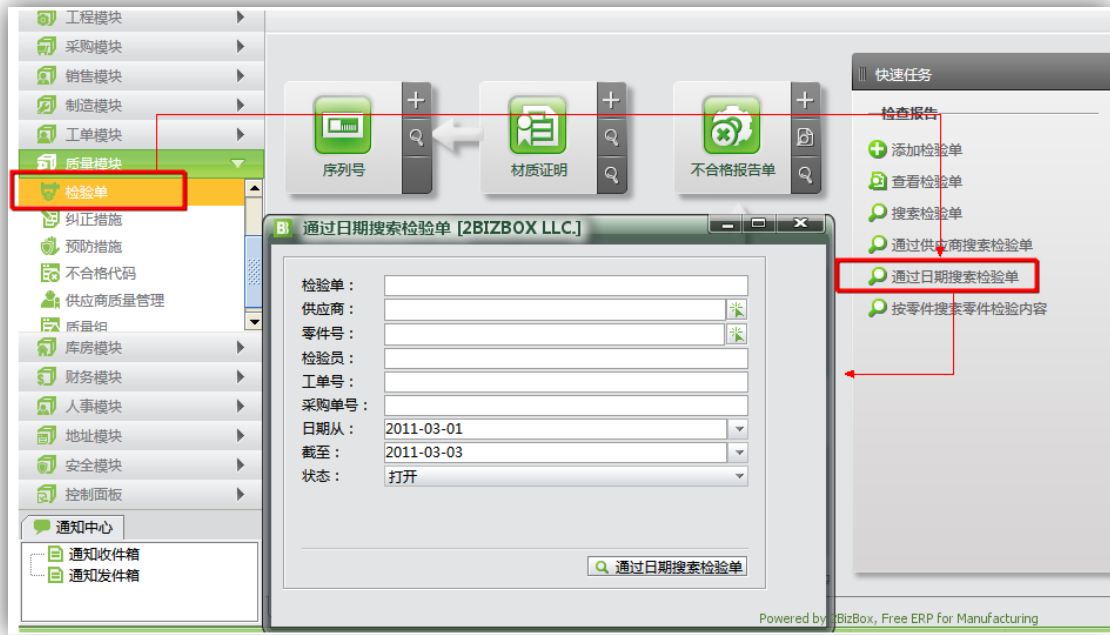 工程模块
采购模块
销售模块
制造模块
工单模块
质量模块
检验单
纠正措施
预防措施
不合格代码
供应商质量管理
质量组
库房模块
财务模块
人事模块
地址模块
安全模块
控制面板
通知中心
通知收件箱
通知发件箱
序列号
材质证明
不合格报告单
通过日期搜索检验单 [2BIZBOX LLC.]
检验单：
供应商：
零件号：
检验员：
工单号：
采购单号：
日期从： 2011-03-01
截至： 2011-03-03
状态： 打开
通过日期搜索检验单
快速任务
检查报告
添加检验单
查看检验单
搜索检验单
通过供应商搜索检验单
通过日期搜索检验单
按零件搜索零件检验内容
Powered by 2BizBox, Free ERP for Manufacturing